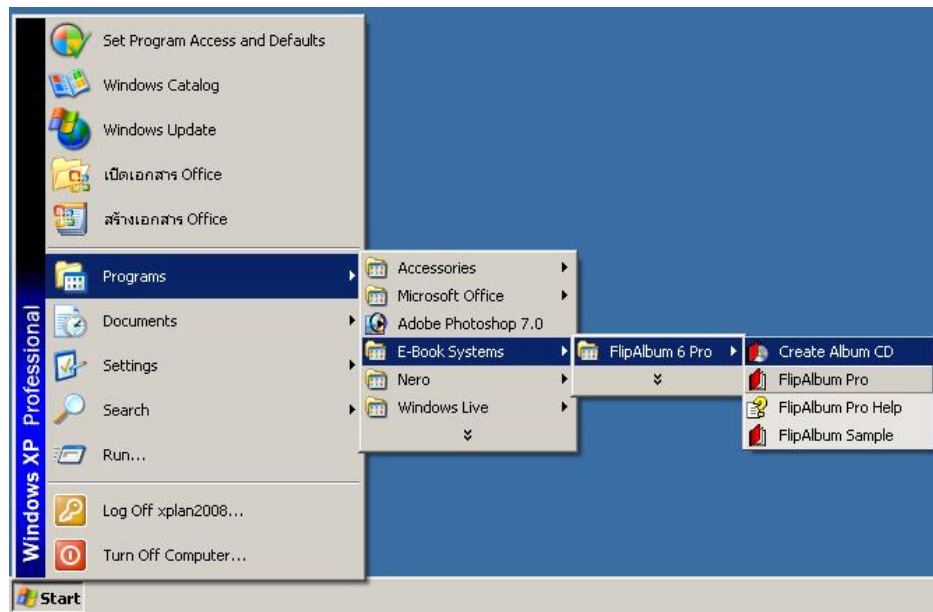 Set Program Access and Defaults
Windows Catalog
Windows Update
เปิดเอกสาร Office
สร้างเอกสาร Office
Programs
Documents
Settings
Search
Run...
Log Off xplan2008...
Turn Off Computer...
Windows XP Professional
Accessories
Microsoft Office
Adobe Photoshop 7.0
E-Book Systems
Nero
Windows Live
FlipAlbum 6 Pro
Create Album CD
FlipAlbum Pro
FlipAlbum Pro Help
FlipAlbum Sample
Start